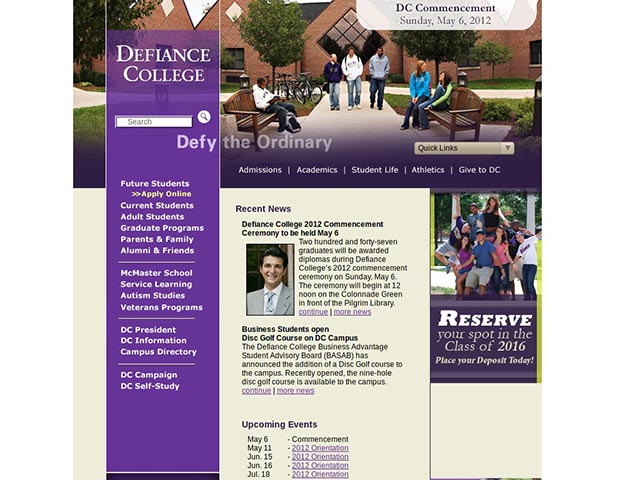 DC Commencement
Sunday, May 6, 2012
DEFIANCE
COLLEGE
Search
Defy the Ordinary
Quick Links
Admissions | Academics | Student Life | Athletics | Give to DC
Future Students
>>Apply Online
Current Students
Adult Students
Graduate Programs
Parents & Family
Alumni & Friends
McMaster School
Service Learning
Autism Studies
Veterans Programs
DC President
DC Information
Campus Directory
DC Campaign
DC Self-Study
Recent News
Defiance College 2012 Commencement
Ceremony to be held May 6
Two hundred and forty-seven
graduates will be awarded
diplomas during Defiance
College's 2012 commencement
ceremony on Sunday, May 6.
The ceremony will begin at 12
noon on the Colonnade Green
in front of the Pilgrim Library.
continue | more news
Business Students open
Disc Golf Course on DC Campus
The Defiance College Business Advantage
Student Advisory Board (BASAB) has
announced the addition of a Disc Golf course to
the campus. Recently opened, the nine-hole
disc golf course is available to the campus.
continue | more news
Upcoming Events
May 6 - Commencement
May 11 - 2012 Orientation
Jun. 15 - 2012 Orientation
Jun. 16 - 2012 Orientation
Jul. 18 - 2012 Orientation
RESERVE
your spot in the
Class of 2016
Place your Deposit Today!